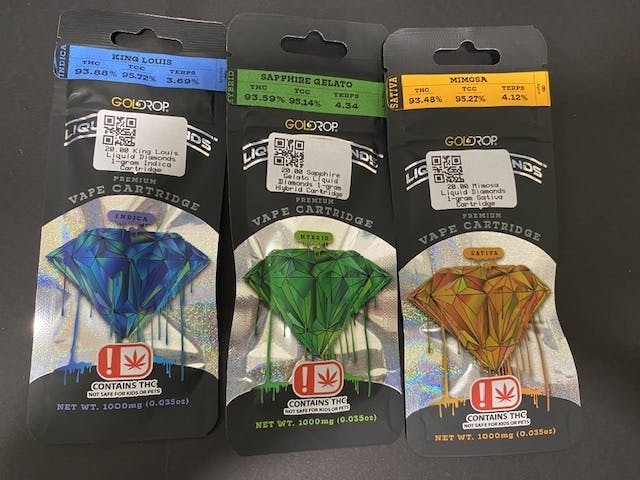 INDICA
KING LOUIS
THC TCC TERPS
93.88% 95.72% 3.69%
GOLDROP
20.00 King Louis
Liquid Diamonds
1-gram Indica
Cartridge
PREMIUM
VAPE CARTRIDGE
INDICA
CONTAINS THC
NOT SAFE FOR KIDS OR PETS
NET WT. 1000mg (0.035oz)
HYBRID
SAPPHIRE GELATO
THC TCC TERPS
93.59% 95.14% 4.34
GOLDROP
20.00 Sapphire
Gelato Liquid
Diamonds 1-gram
Hybrid Cartridge
PREMIUM
VAPE CARTRIDGE
HYBRID
CONTAINS THC
NOT SAFE FOR KIDS OR PETS
NET WT. 1000mg (0.035oz)
SATIVA
MIMOSA
THC TCC TERPS
93.48% 95.27% 4.12%
GOLDROP
20.00 Mimosa
Liquid Diamonds
1-gram Sativa
Cartridge
PREMIUM
VAPE CARTRIDGE
SATIVA
CONTAINS THC
NOT SAFE FOR KIDS OR PETS
NET WT. 1000mg (0.035oz)